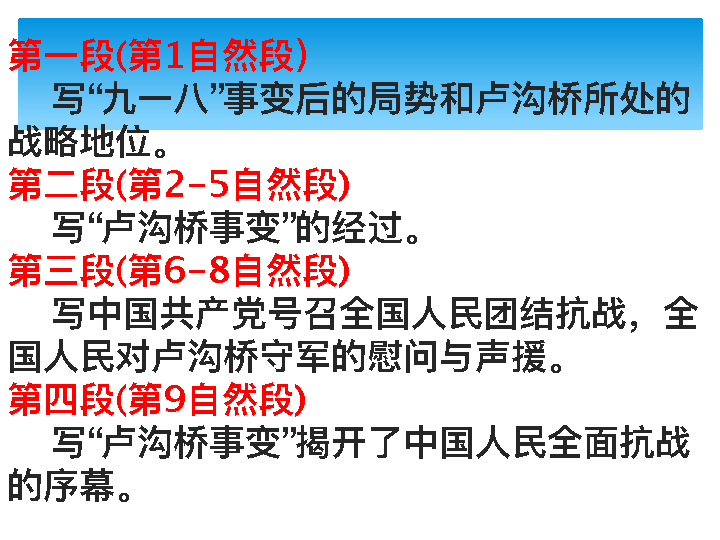 第一段(第1自然段）
写“九一八”事变后的局势和卢沟桥所处的
战略地位。
第二段(第2-5自然段)
写“卢沟桥事变”的经过。
第三段(第6-8自然段)
写中国共产党号召全国人民团结抗战，全
国人民对卢沟桥守军的慰问与声援。
第四段(第9自然段)
写“卢沟桥事变”揭开了中国人民全面抗战
的序幕。